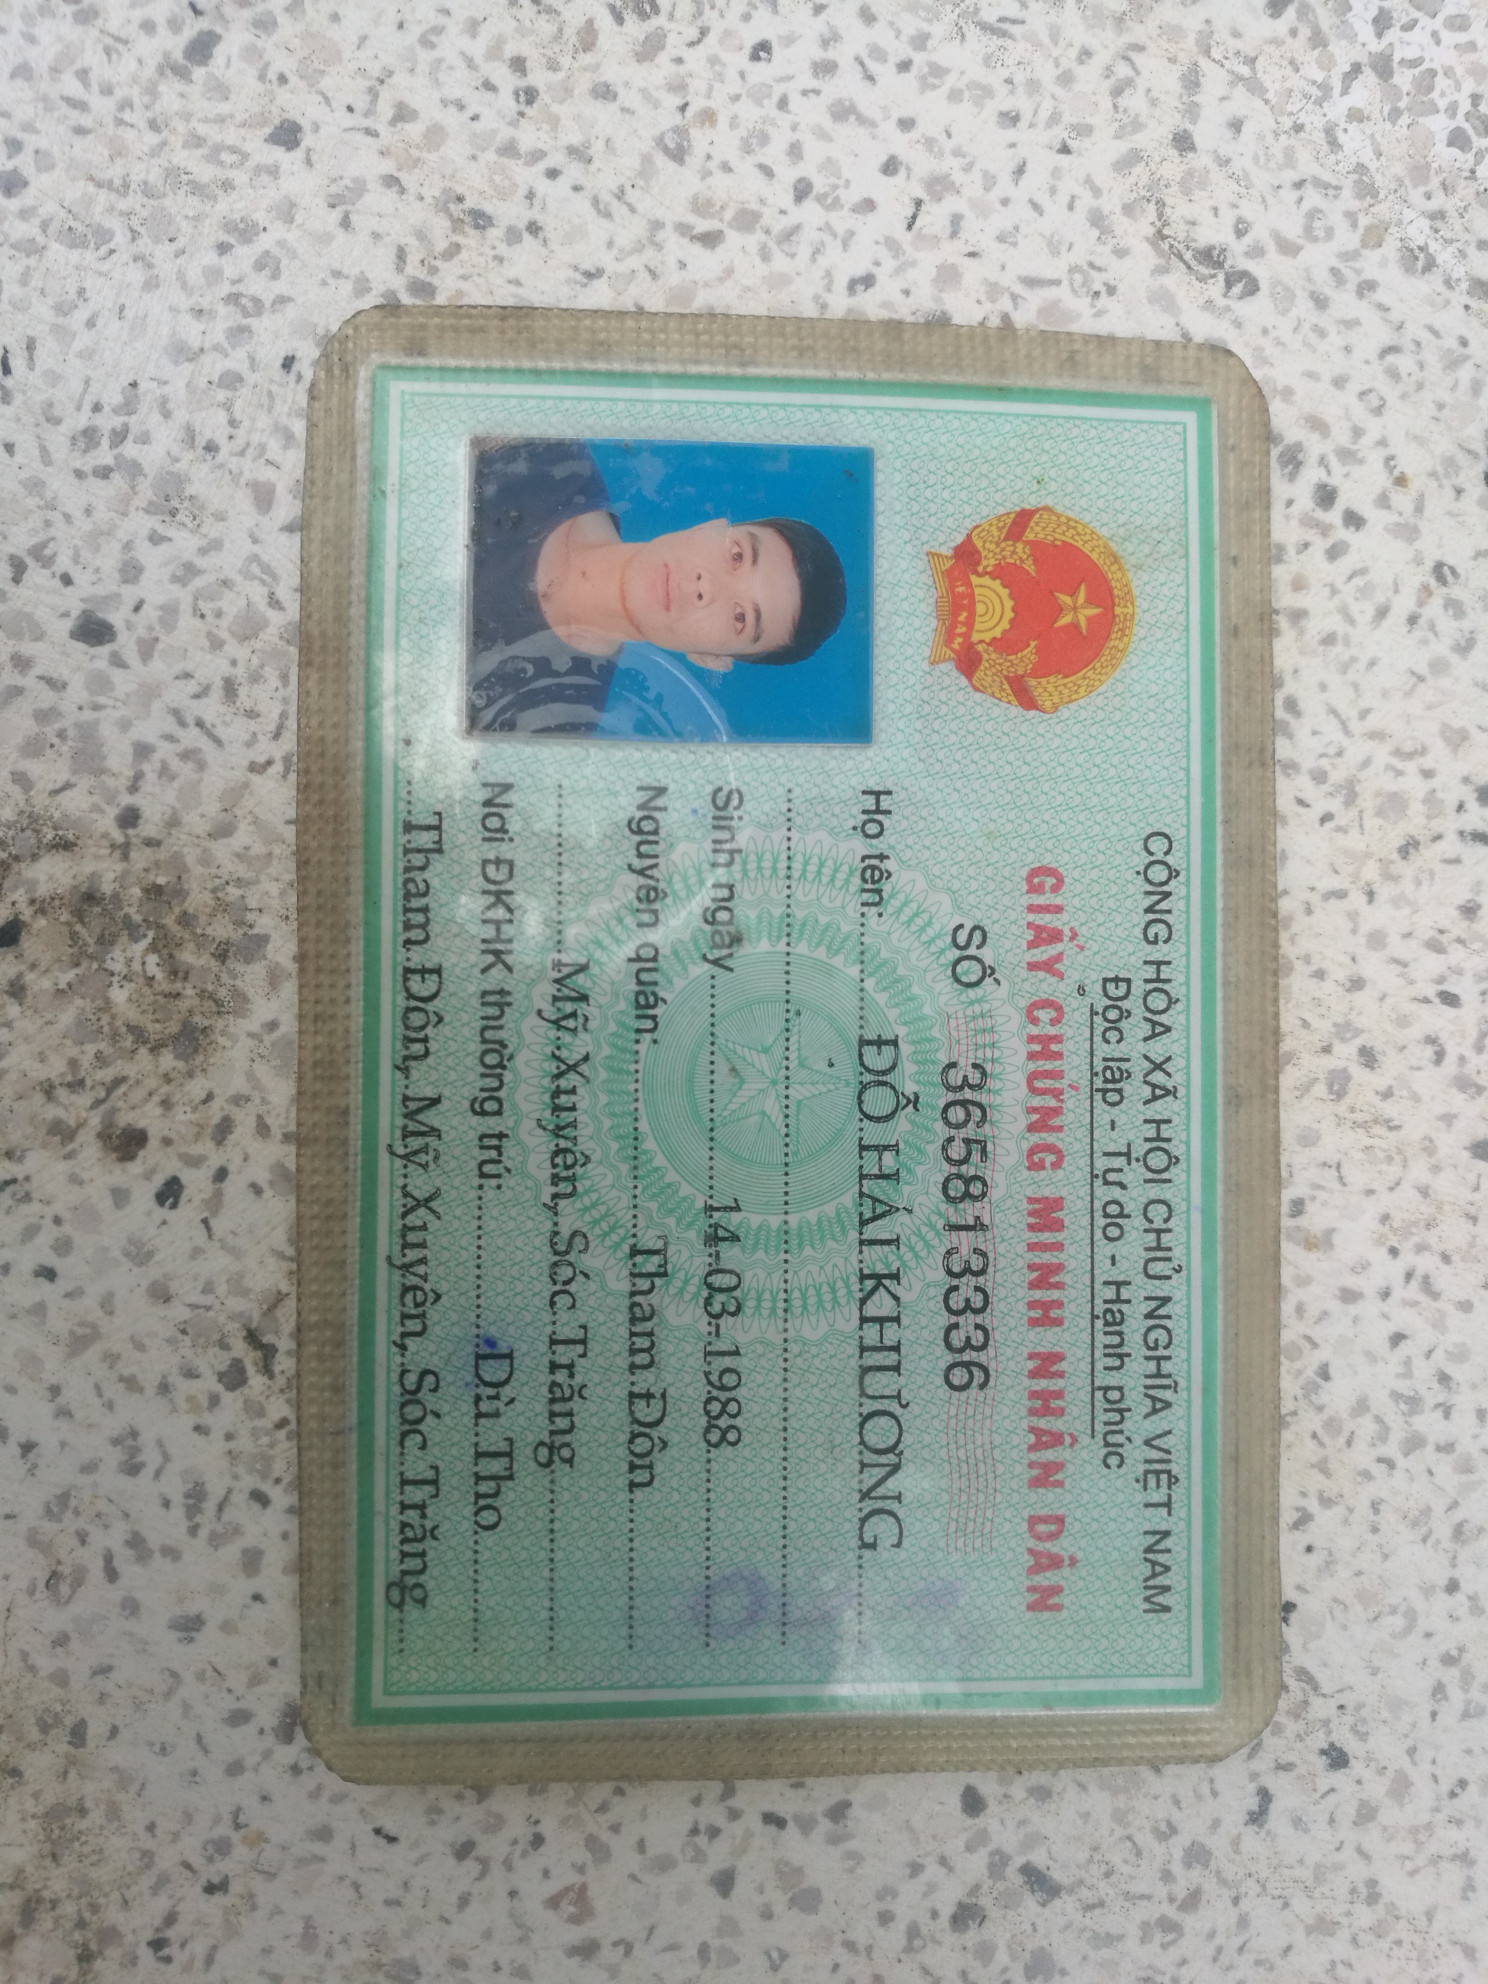 CỘNG HÒA XÃ HỘI CHỦ NGHĨA VIỆT NAM
Độc lập - Tự do - Hạnh phúc
GIẤY CHỨNG MINH NHÂN DÂN
SỐ 365813336
Họ tên: ĐỖ HẢI KHƯƠNG
Sinh ngày 14-03-1988
Nguyên quán: Tham Đôn
Mỹ Xuyên, Sóc Trăng
Nơi ĐKHK thường trú: Dù Tho
Tham Đôn, Mỹ Xuyên, Sóc Trăng
VIỆT NAM